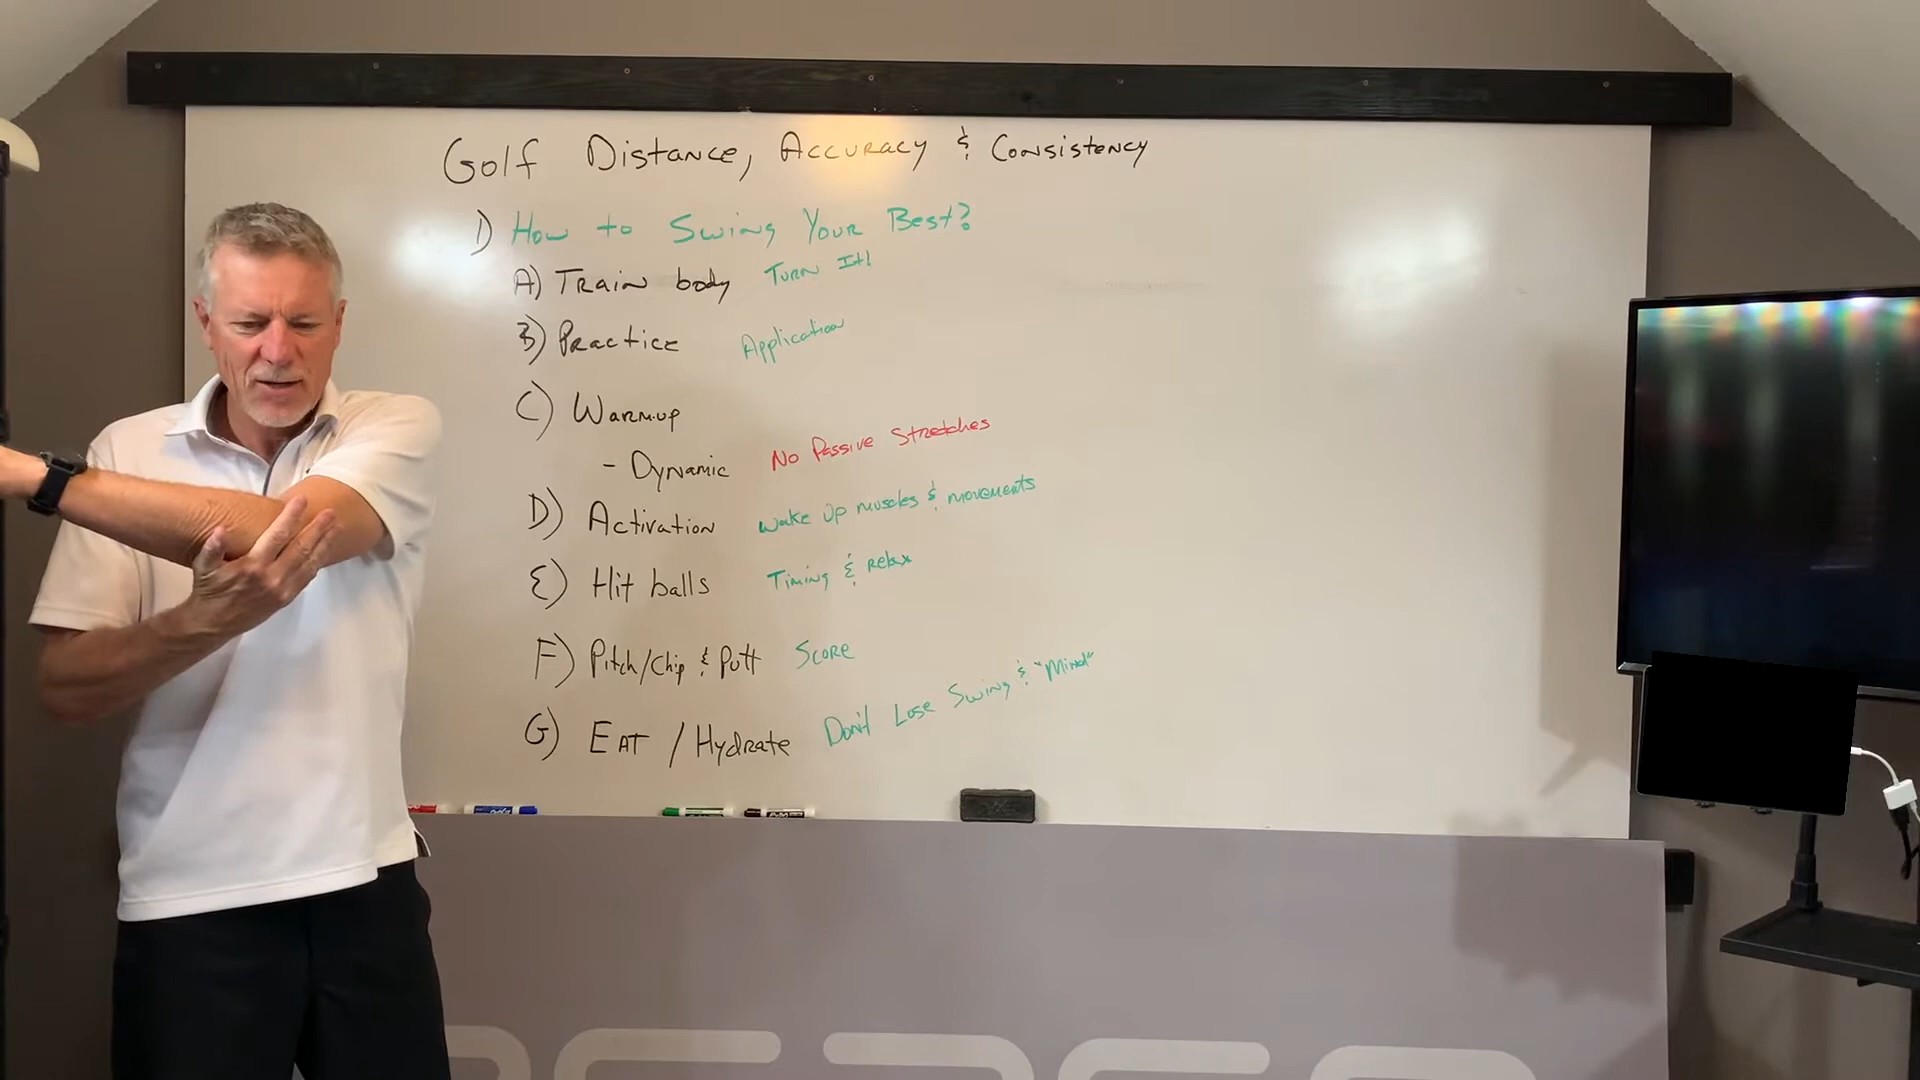 Golf Distance, Accuracy & Consistency
1) How to Swing Your Best?
A) Train body Turn It!
B) Practice Application
C) Warm-up
- Dynamic No Passive Stretches
D) Activation Wake Up muscles & movements
E) Hit balls Timing & relax
F) Pitch/Chip & Putt Score
G) Eat / Hydrate Don't Lose Swing & "Mind"